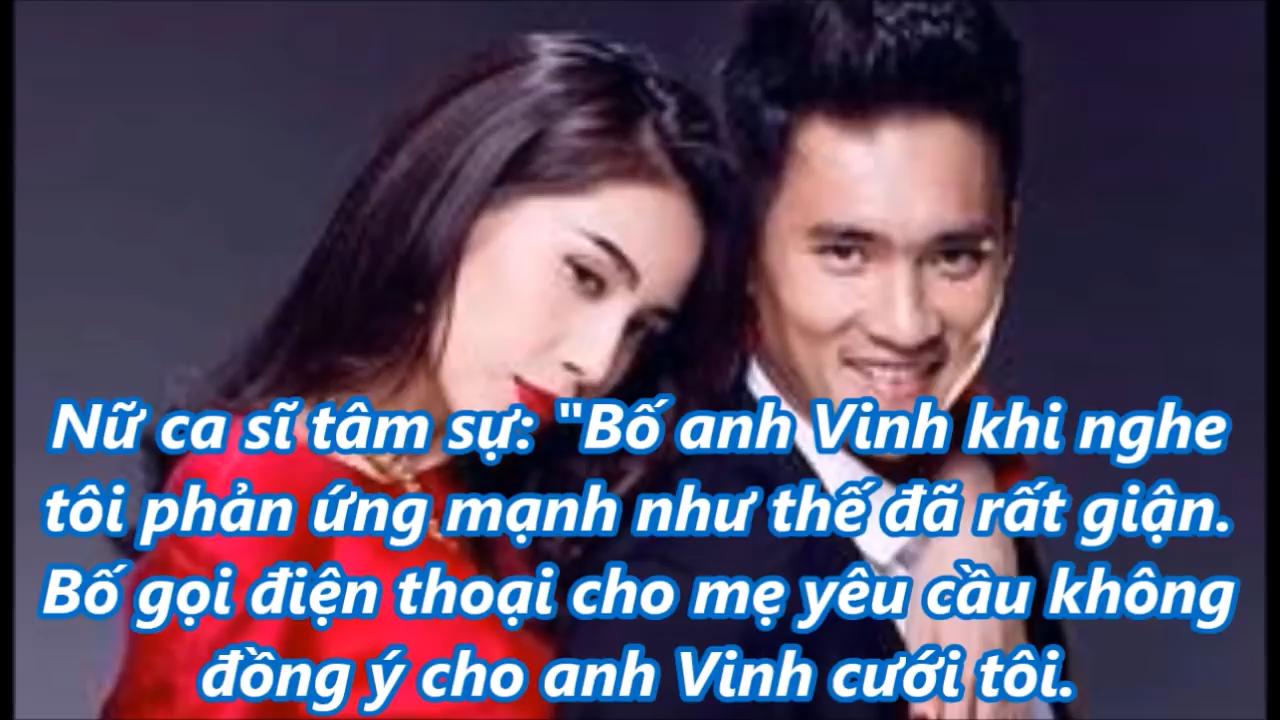 Nữ ca sĩ tâm sự: "Bố anh Vinh khi nghe
tôi phản ứng mạnh như thế đã rất giận.
Bố gọi điện thoại cho mẹ yêu cầu không
đồng ý cho anh Vinh cưới tôi.